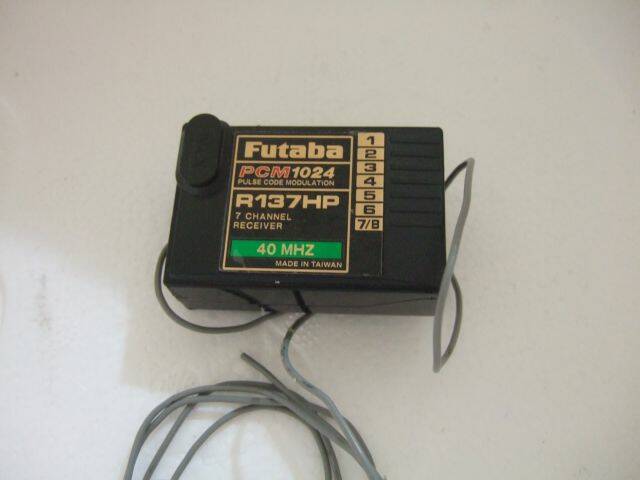 Futaba
PCM1024
PULSE CODE MODULATION
R137HP
7 CHANNEL
RECEIVER
40 MHZ
MADE IN TAIWAN
1
2
3
4
5
6
7/B